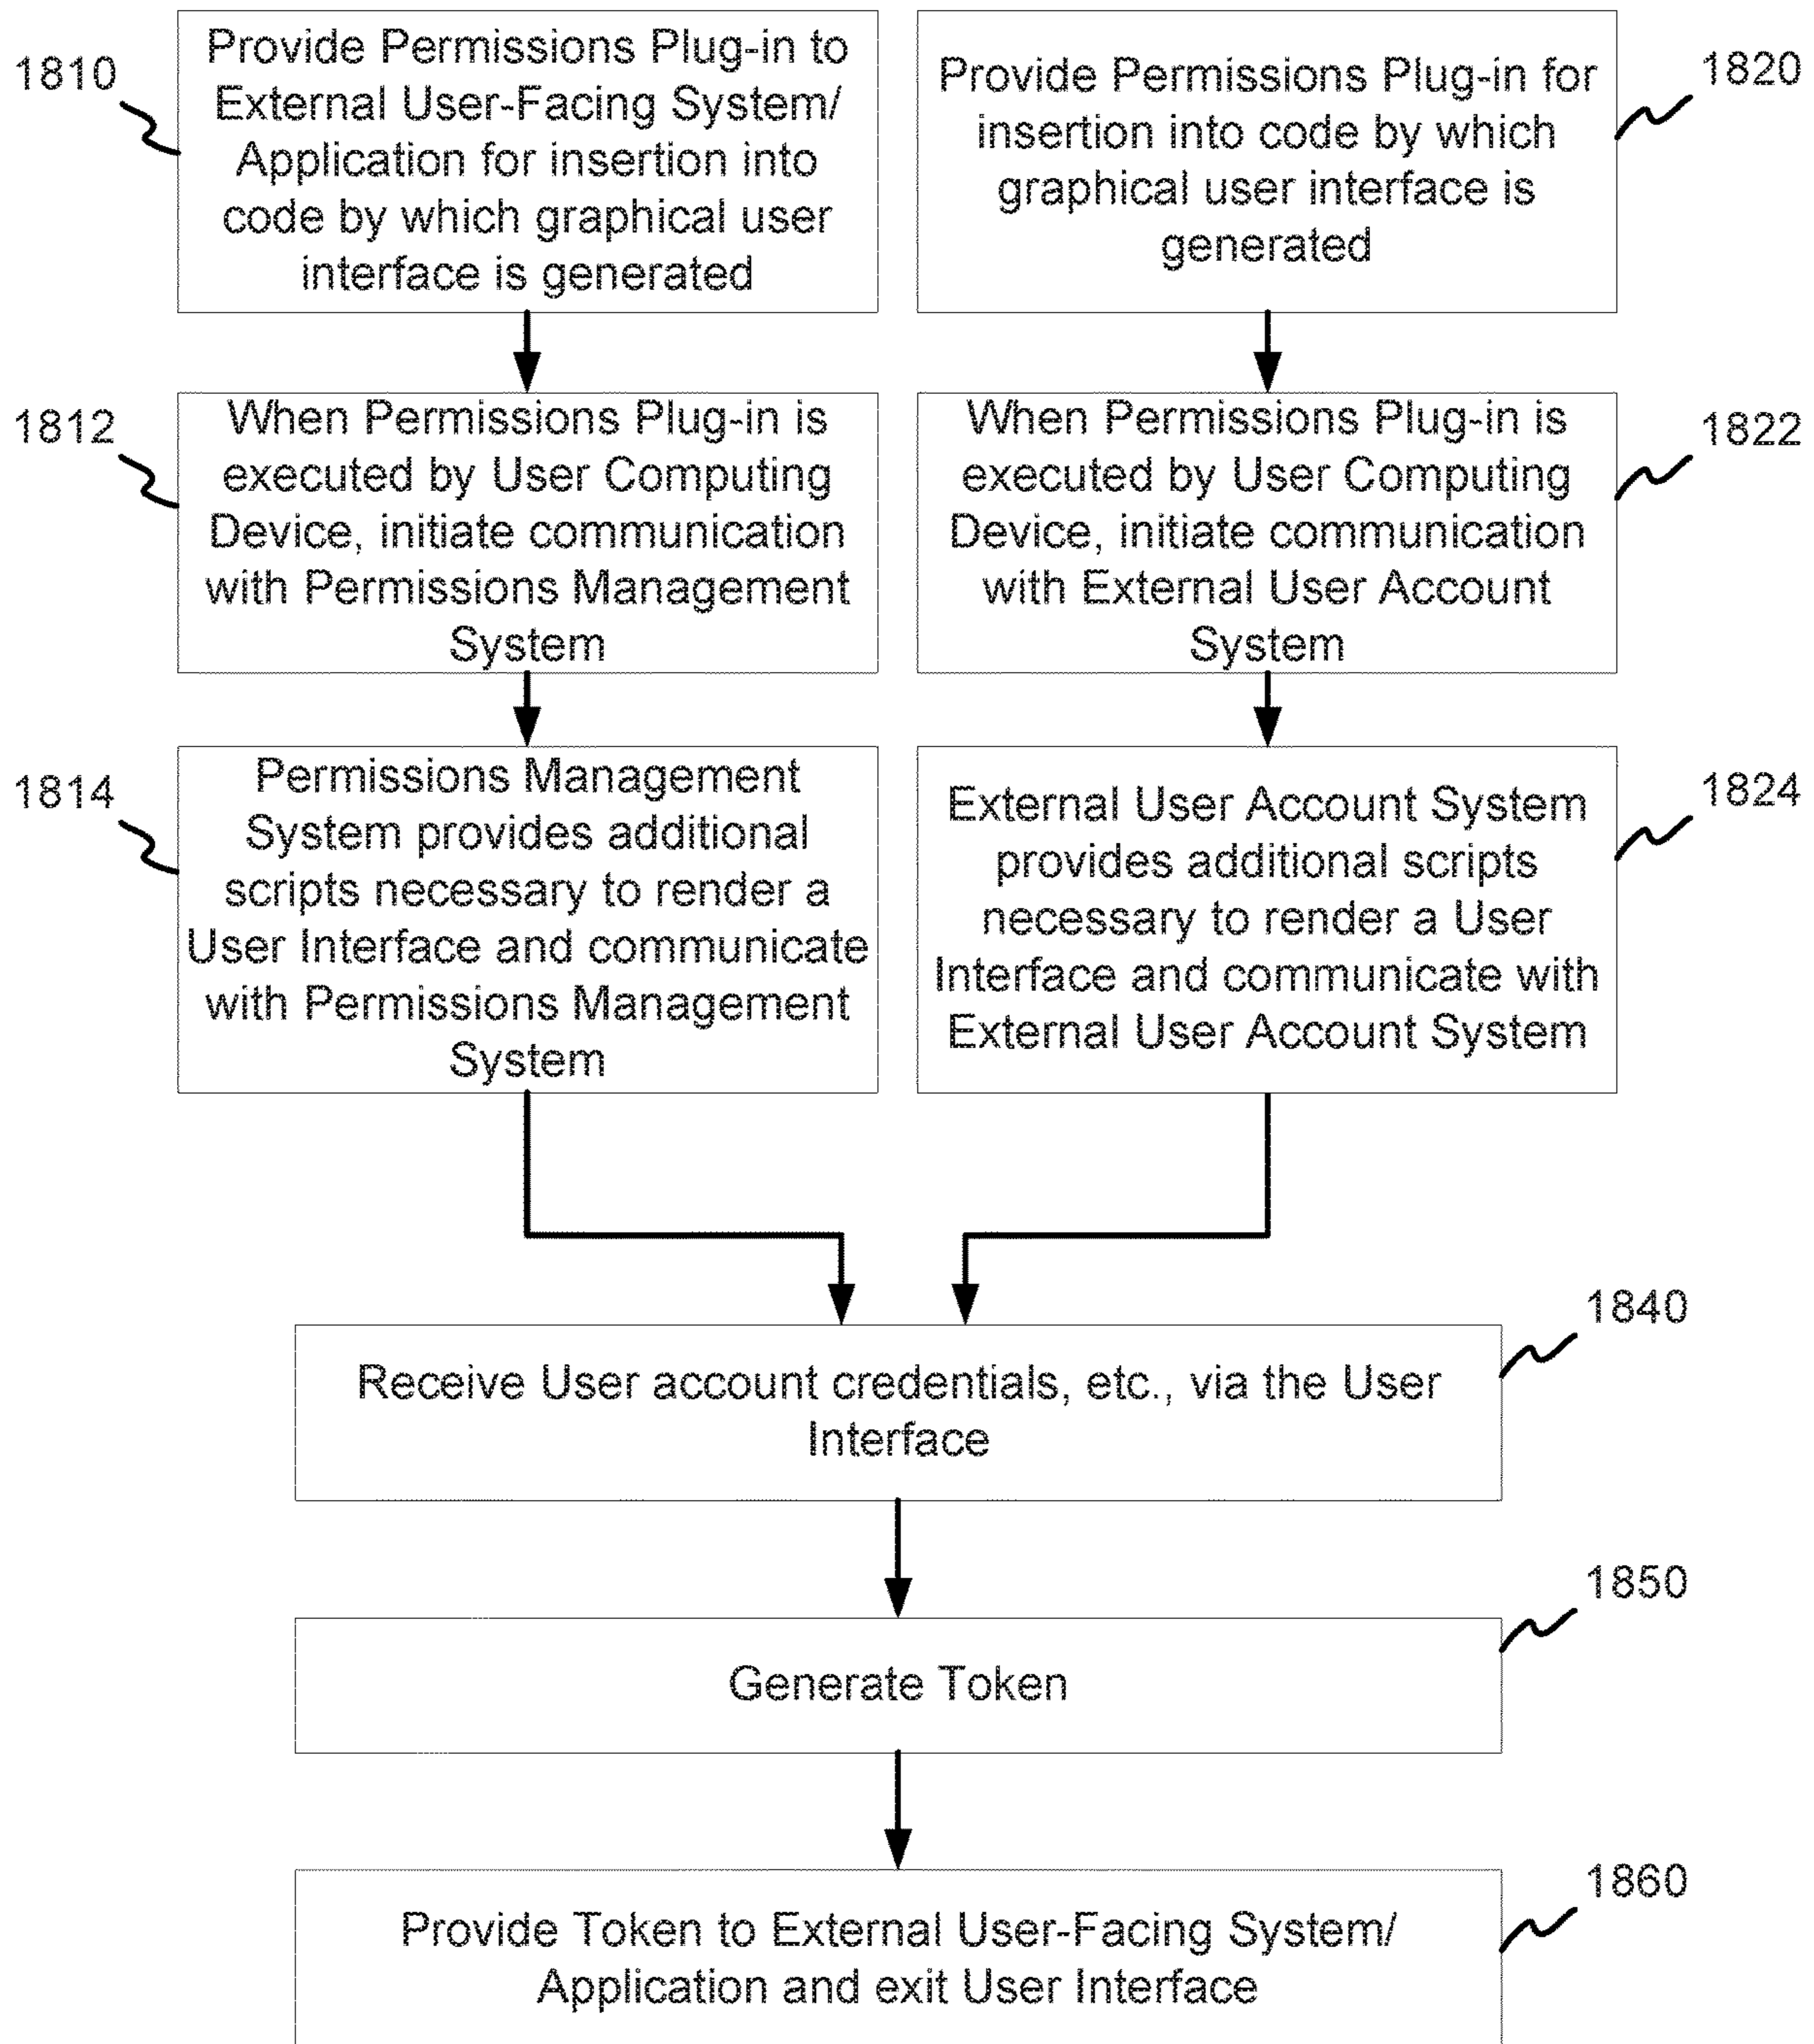 1810
Provide Permissions Plug-in to
External User-Facing System/
Application for insertion into
code by which graphical user
interface is generated
1820
Provide Permissions Plug-in for
insertion into code by which
graphical user interface is
generated
1812
When Permissions Plug-in is
executed by User Computing
Device, initiate communication
with Permissions Management
System
1822
When Permissions Plug-in is
executed by User Computing
Device, initiate communication
with External User Account
System
1814
Permissions Management
System provides additional
scripts necessary to render a
User Interface and communicate
with Permissions Management
System
1824
External User Account System
provides additional scripts
necessary to render a User
Interface and communicate with
External User Account System
1840
Receive User account credentials, etc., via the User
Interface
1850
Generate Token
1860
Provide Token to External User-Facing System/
Application and exit User Interface